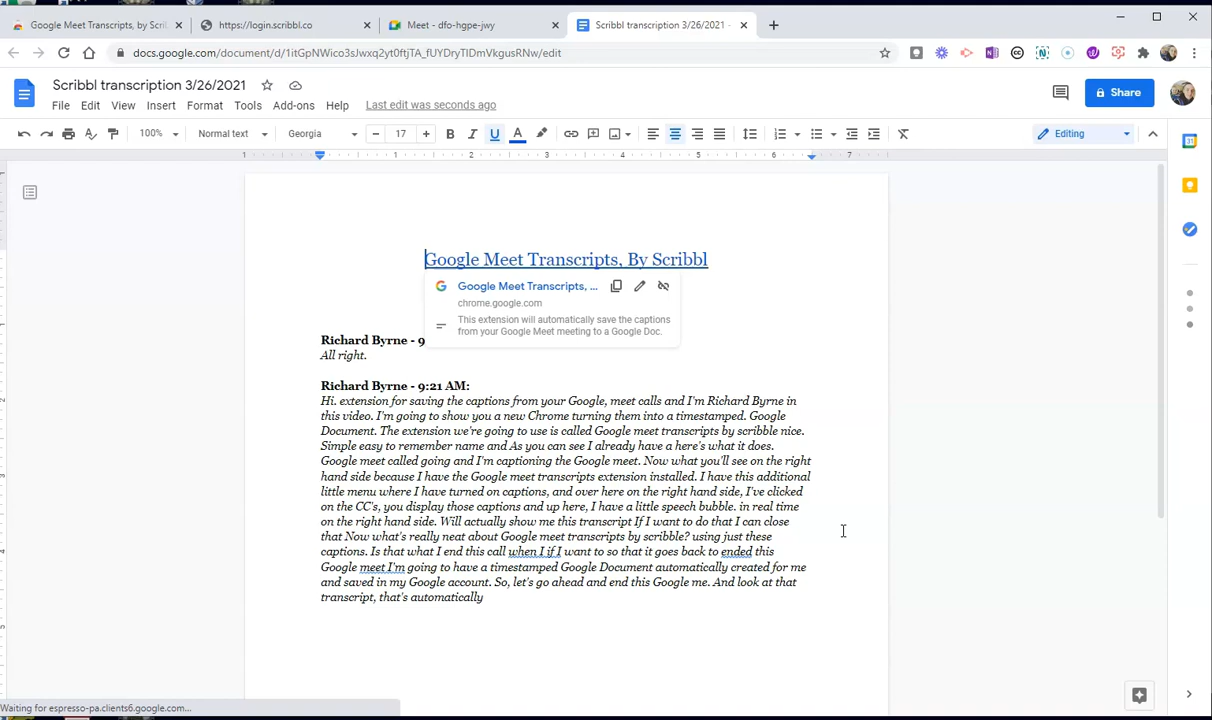 Google Meet Transcripts, by Scrib
https://login.scribbl.co
Meet - dfo-hgpe-jwy
Scribbl transcription 3/26/2021 -
docs.google.com/document/d/1itGpNWico3sJwxq2yt0ftjTA_fUYDryTIDmVkgusRNw/edit
Scribbl transcription 3/26/2021
File Edit View Insert Format Tools Add-ons Help Last edit was seconds ago
Share
100% Normal text Georgia - 17 + B I U A Editing
1 1 2 3 4 5 6 7
Google Meet Transcripts, By Scribbl
Google Meet Transcripts, ...
chrome.google.com
This extension will automatically save the captions
from your Google Meet meeting to a Google Doc.
Richard Byrne - 9
All right.
Richard Byrne - 9:21 AM:
Hi. extension for saving the captions from your Google, meet calls and I'm Richard Byrne in
this video. I'm going to show you a new Chrome turning them into a timestamped. Google
Document. The extension we're going to use is called Google meet transcripts by scribble nice.
Simple easy to remember name and As you can see I already have a here's what it does.
Google meet called going and I'm captioning the Google meet. Now what you'll see on the right
hand side because I have the Google meet transcripts extension installed. I have this additional
little menu where I have turned on captions, and over here on the right hand side, I've clicked
on the CC's, you display those captions and up here, I have a little speech bubble. in real time
on the right hand side. Will actually show me this transcript If I want to do that I can close
that Now what's really neat about Google meet transcripts by scribble? using just these
captions. Is that what I end this call when I if I want to so that it goes back to ended this
Google meet I'm going to have a timestamped Google Document automatically created for me
and saved in my Google account. So, let's go ahead and end this Google me. And look at that
transcript, that's automatically
Waiting for espresso-pa.clients6.google.com...